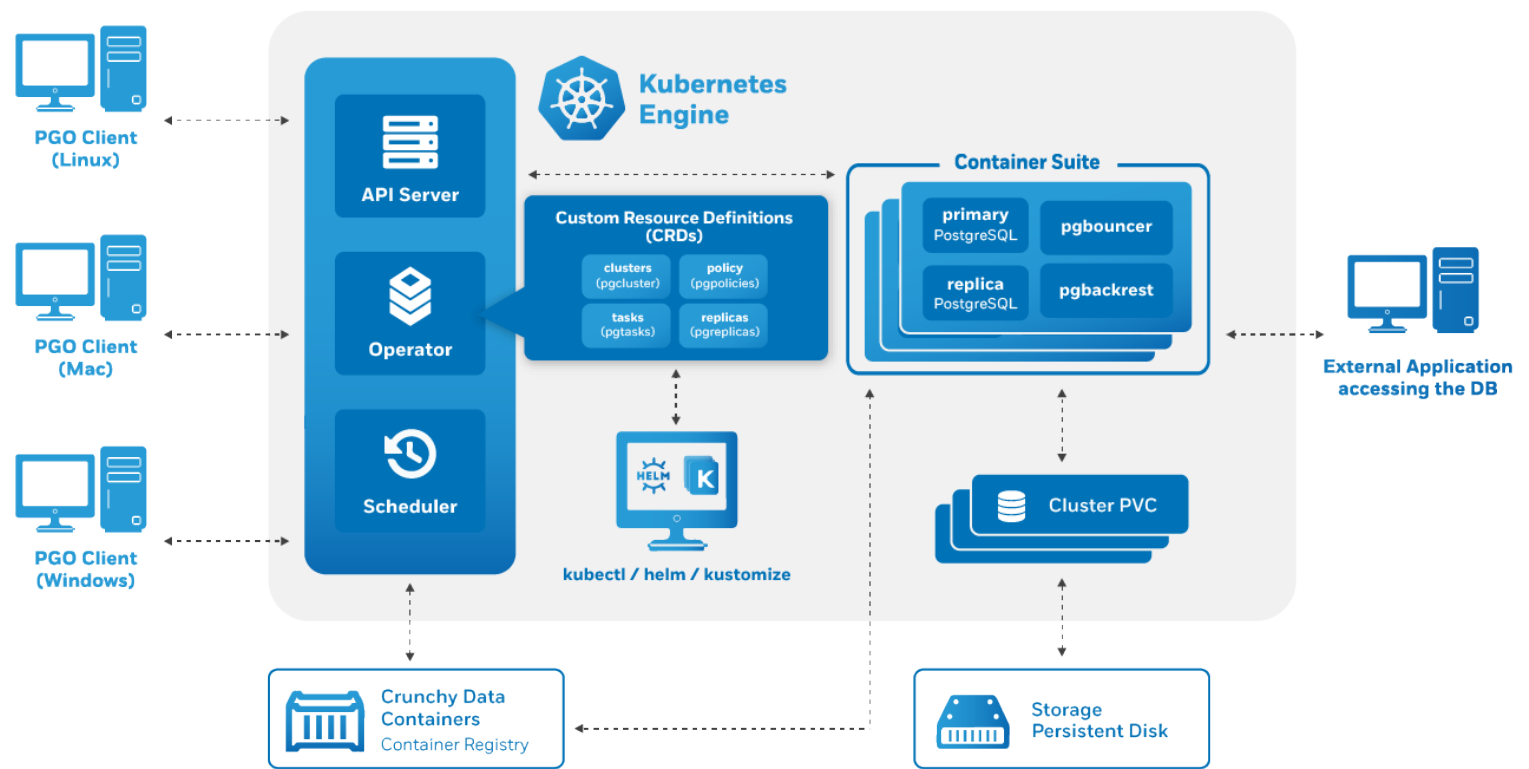 PGO Client
(Linux)
PGO Client
(Mac)
PGO Client
(Windows)
API Server
Operator
Scheduler
Kubernetes
Engine
Custom Resource Definitions
(CRDs)
clusters
(pgcluster)
policy
(pgpolicies)
tasks
(pgtasks)
replicas
(pgreplicas)
HELM
K
kubectl / helm / kustomize
Container Suite
primary
PostgreSQL
pgbouncer
replica
PostgreSQL
pgbackrest
Cluster PVC
External Application
accessing the DB
Crunchy Data
Containers
Container Registry
Storage
Persistent Disk